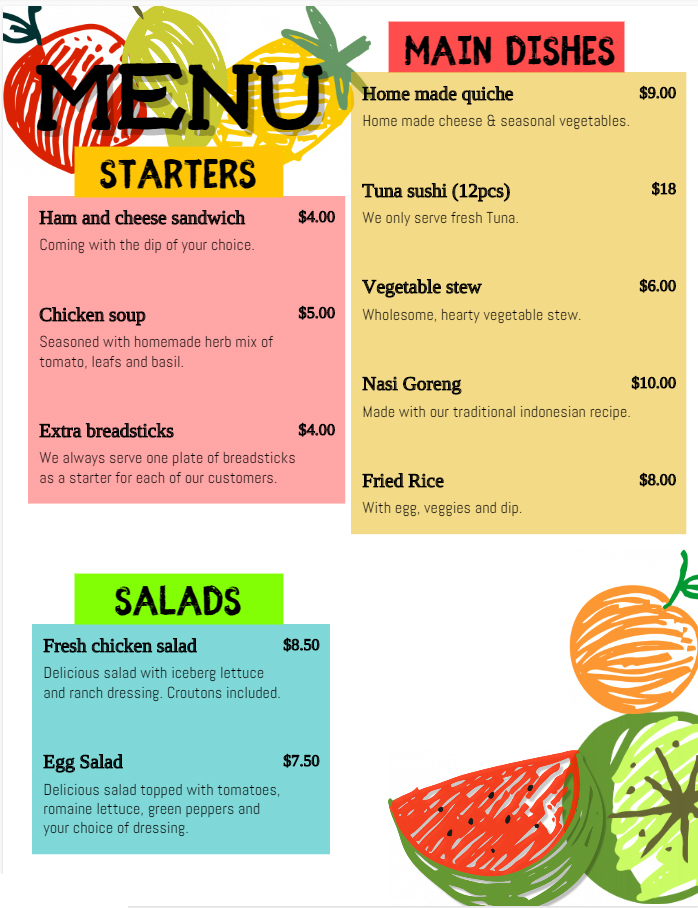 MENU
STARTERS
Ham and cheese sandwich $4.00
Coming with the dip of your choice.
Chicken soup $5.00
Seasoned with homemade herb mix of
tomato, leafs and basil.
Extra breadsticks $4.00
We always serve one plate of breadsticks
as a starter for each of our customers.
SALADS
Fresh chicken salad $8.50
Delicious salad with iceberg lettuce
and ranch dressing. Croutons included.
Egg Salad $7.50
Delicious salad topped with tomatoes,
romaine lettuce, green peppers and
your choice of dressing.
MAIN DISHES
Home made quiche $9.00
Home made cheese & seasonal vegetables.
Tuna sushi (12pcs) $18
We only serve fresh Tuna.
Vegetable stew $6.00
Wholesome, hearty vegetable stew.
Nasi Goreng $10.00
Made with our traditional indonesian recipe.
Fried Rice $8.00
With egg, veggies and dip.